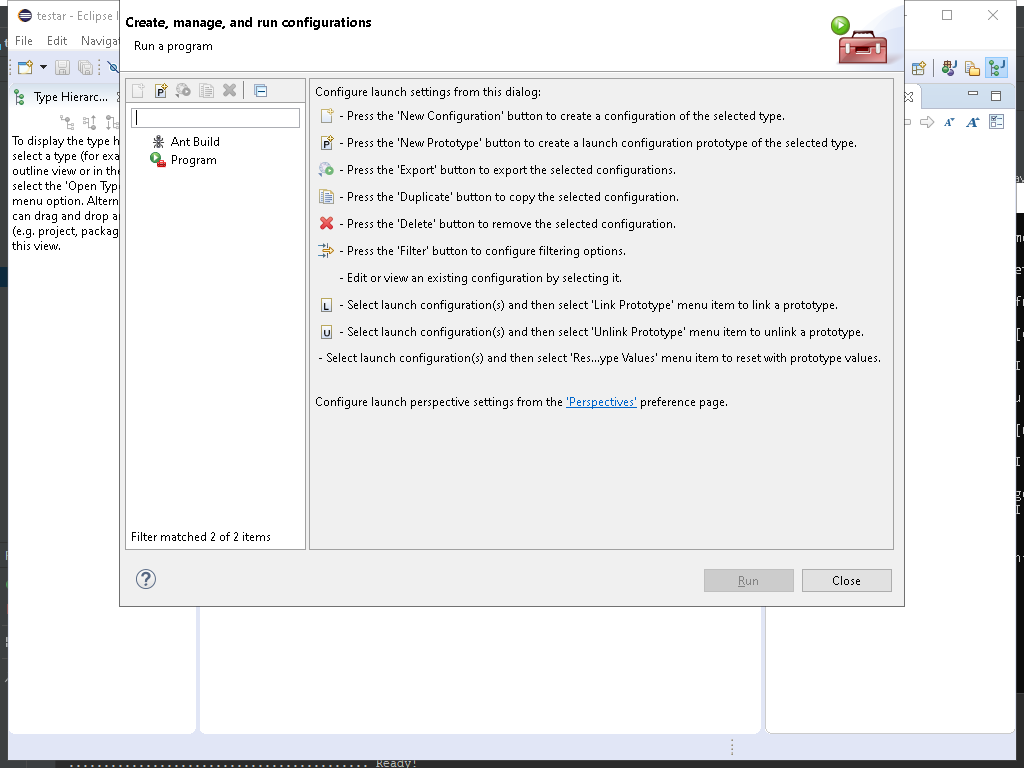 testar - Eclipse I
File Edit Navigat
Type Hierarc...
To display the type h
select a type (for exa
outline view or in the
select the 'Open Typ
menu option. Altern
can drag and drop a
(e.g. project, packag
this view.
Create, manage, and run configurations
Run a program
Ant Build
Program
Filter matched 2 of 2 items
Configure launch settings from this dialog:
- Press the 'New Configuration' button to create a configuration of the selected type.
P - Press the 'New Prototype' button to create a launch configuration prototype of the selected type.
- Press the 'Export' button to export the selected configurations.
- Press the 'Duplicate' button to copy the selected configuration.
- Press the 'Delete' button to remove the selected configuration.
- Press the 'Filter' button to configure filtering options.
- Edit or view an existing configuration by selecting it.
L - Select launch configuration(s) and then select 'Link Prototype' menu item to link a prototype.
U - Select launch configuration(s) and then select 'Unlink Prototype' menu item to unlink a prototype.
- Select launch configuration(s) and then select 'Res...ype Values' menu item to reset with prototype values.
Configure launch perspective settings from the 'Perspectives' preference page.
?
Run
Close
Ready!